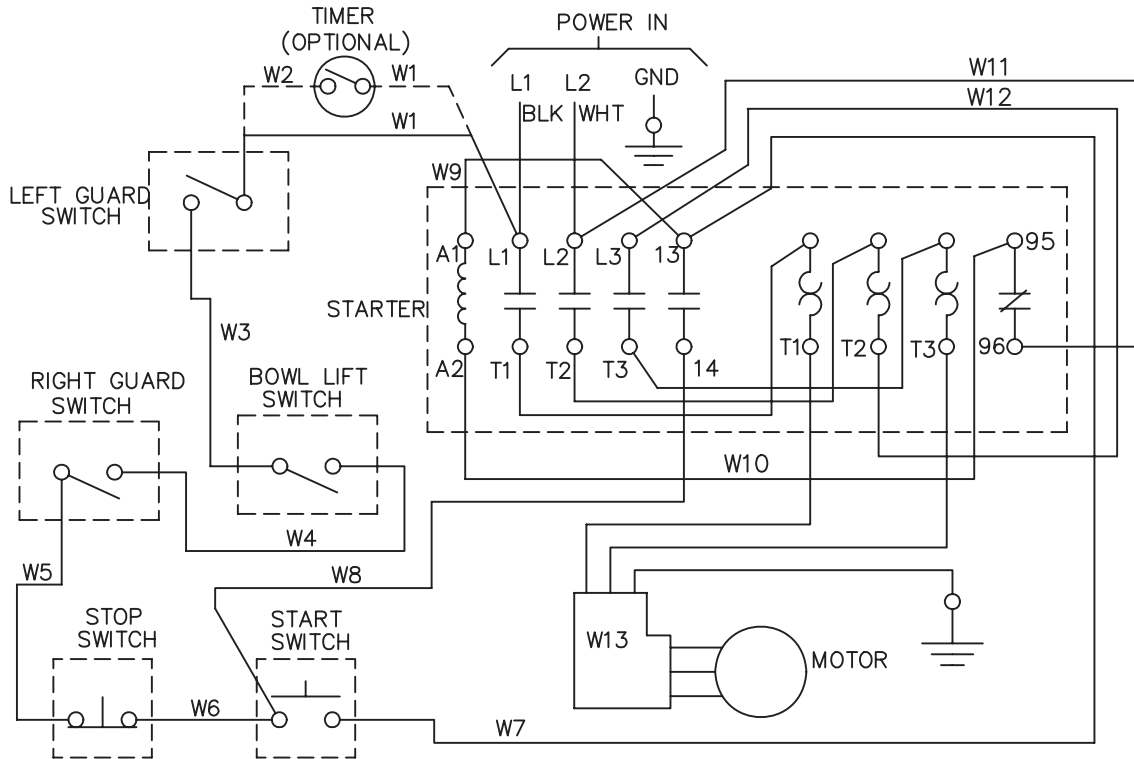 TIMER
(OPTIONAL)
POWER IN
W2
W1
L1
L2
GND
W11
W1
BLK
WHT
W12
W9
LEFT GUARD
SWITCH
A1
L1
L2
L3
13
95
STARTER
W3
A2
T1
T2
T3
14
T1
T2
T3
96
RIGHT GUARD
SWITCH
BOWL LIFT
SWITCH
W10
W4
W5
W8
STOP
SWITCH
START
SWITCH
W13
MOTOR
W6
W7